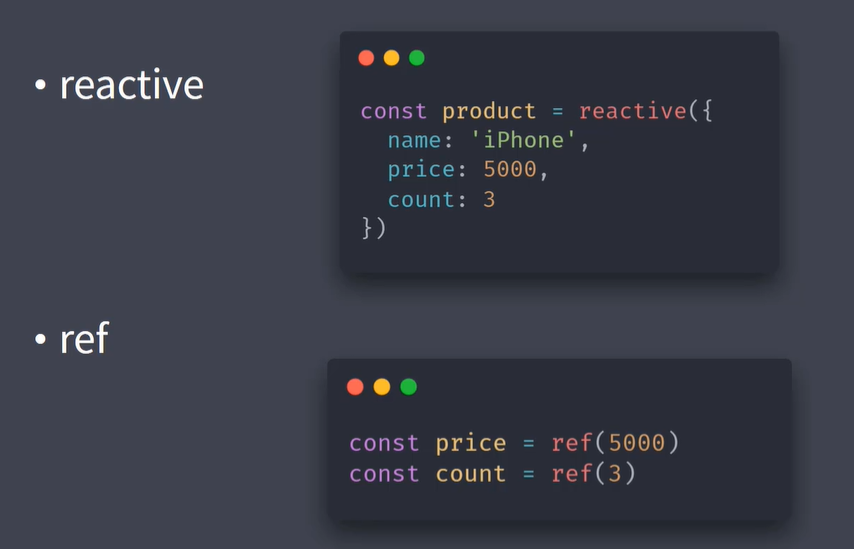 • reactive
const product = reactive({
  name: 'iPhone',
  price: 5000,
  count: 3
})
• ref
const price = ref(5000)
const count = ref(3)